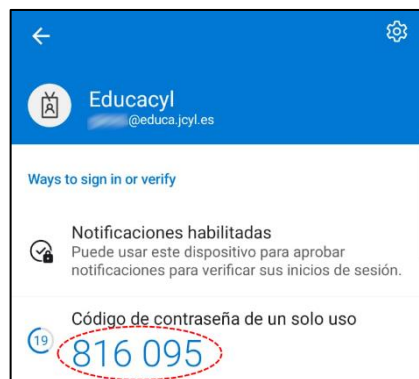 Educacyl
@educa.jcyl.es
Ways to sign in or verify
Notificaciones habilitadas
Puede usar este dispositivo para aprobar
notificaciones para verificar sus inicios de sesión.
Código de contraseña de un solo uso
19
816 095